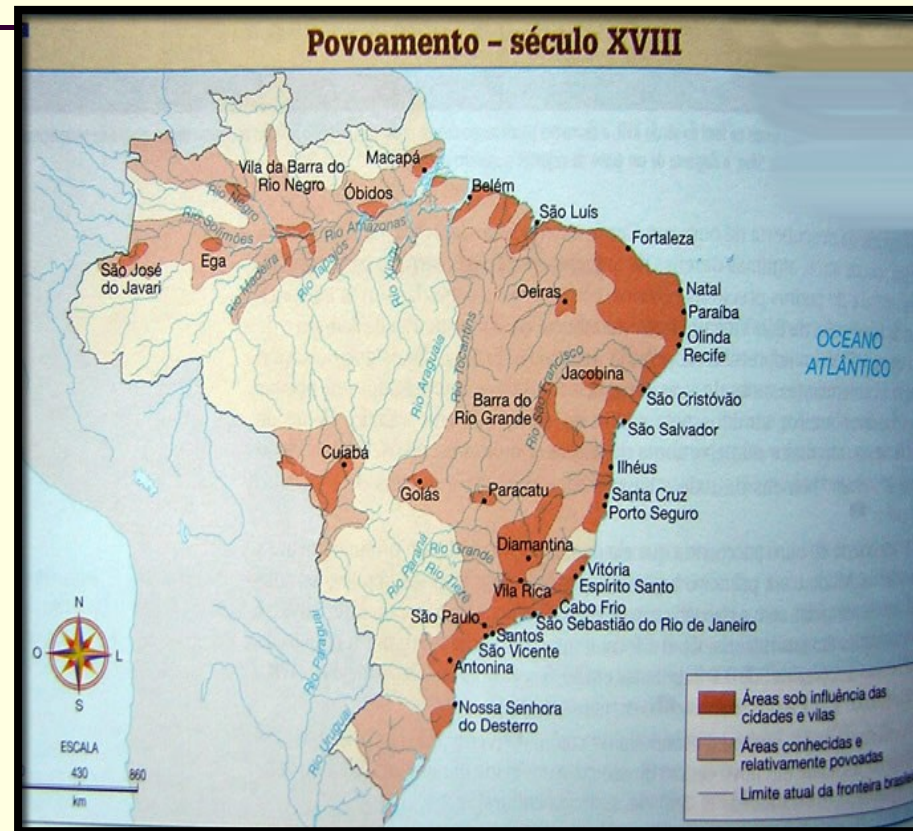 Povoamento – século XVIII
Macapá
Vila da Barra do
Rio Negro
Óbidos
Belém
São Luís
Rio Negro
Rio Amazonas
Rio Solimões
Fortaleza
São José
do Javari
Ega
Rio Madeira
Rio Tapajós
Rio Xingu
Oeiras
Natal
Paraíba
Olinda
Recife
OCEANO
ATLÂNTICO
Rio Araguaia
Rio Tocantins
Rio São Francisco
Jacobina
Barra do
Rio Grande
São Cristóvão
São Salvador
Cuiabá
Ilhéus
Goiás
Paracatu
Santa Cruz
Porto Seguro
Diamantina
Rio Grande
Rio Paraná
Rio Tietê
Vitória
Espírito Santo
Vila Rica
Cabo Frio
São Paulo
São Sebastião do Rio de Janeiro
Santos
São Vicente
Rio Paraná
Antonina
N
O
L
S
Nossa Senhora
do Desterro
Rio Uruguai
ESCALA
430
860
km
Áreas sob influência das
cidades e vilas
Áreas conhecidas e
relativamente povoadas
Limite atual da fronteira